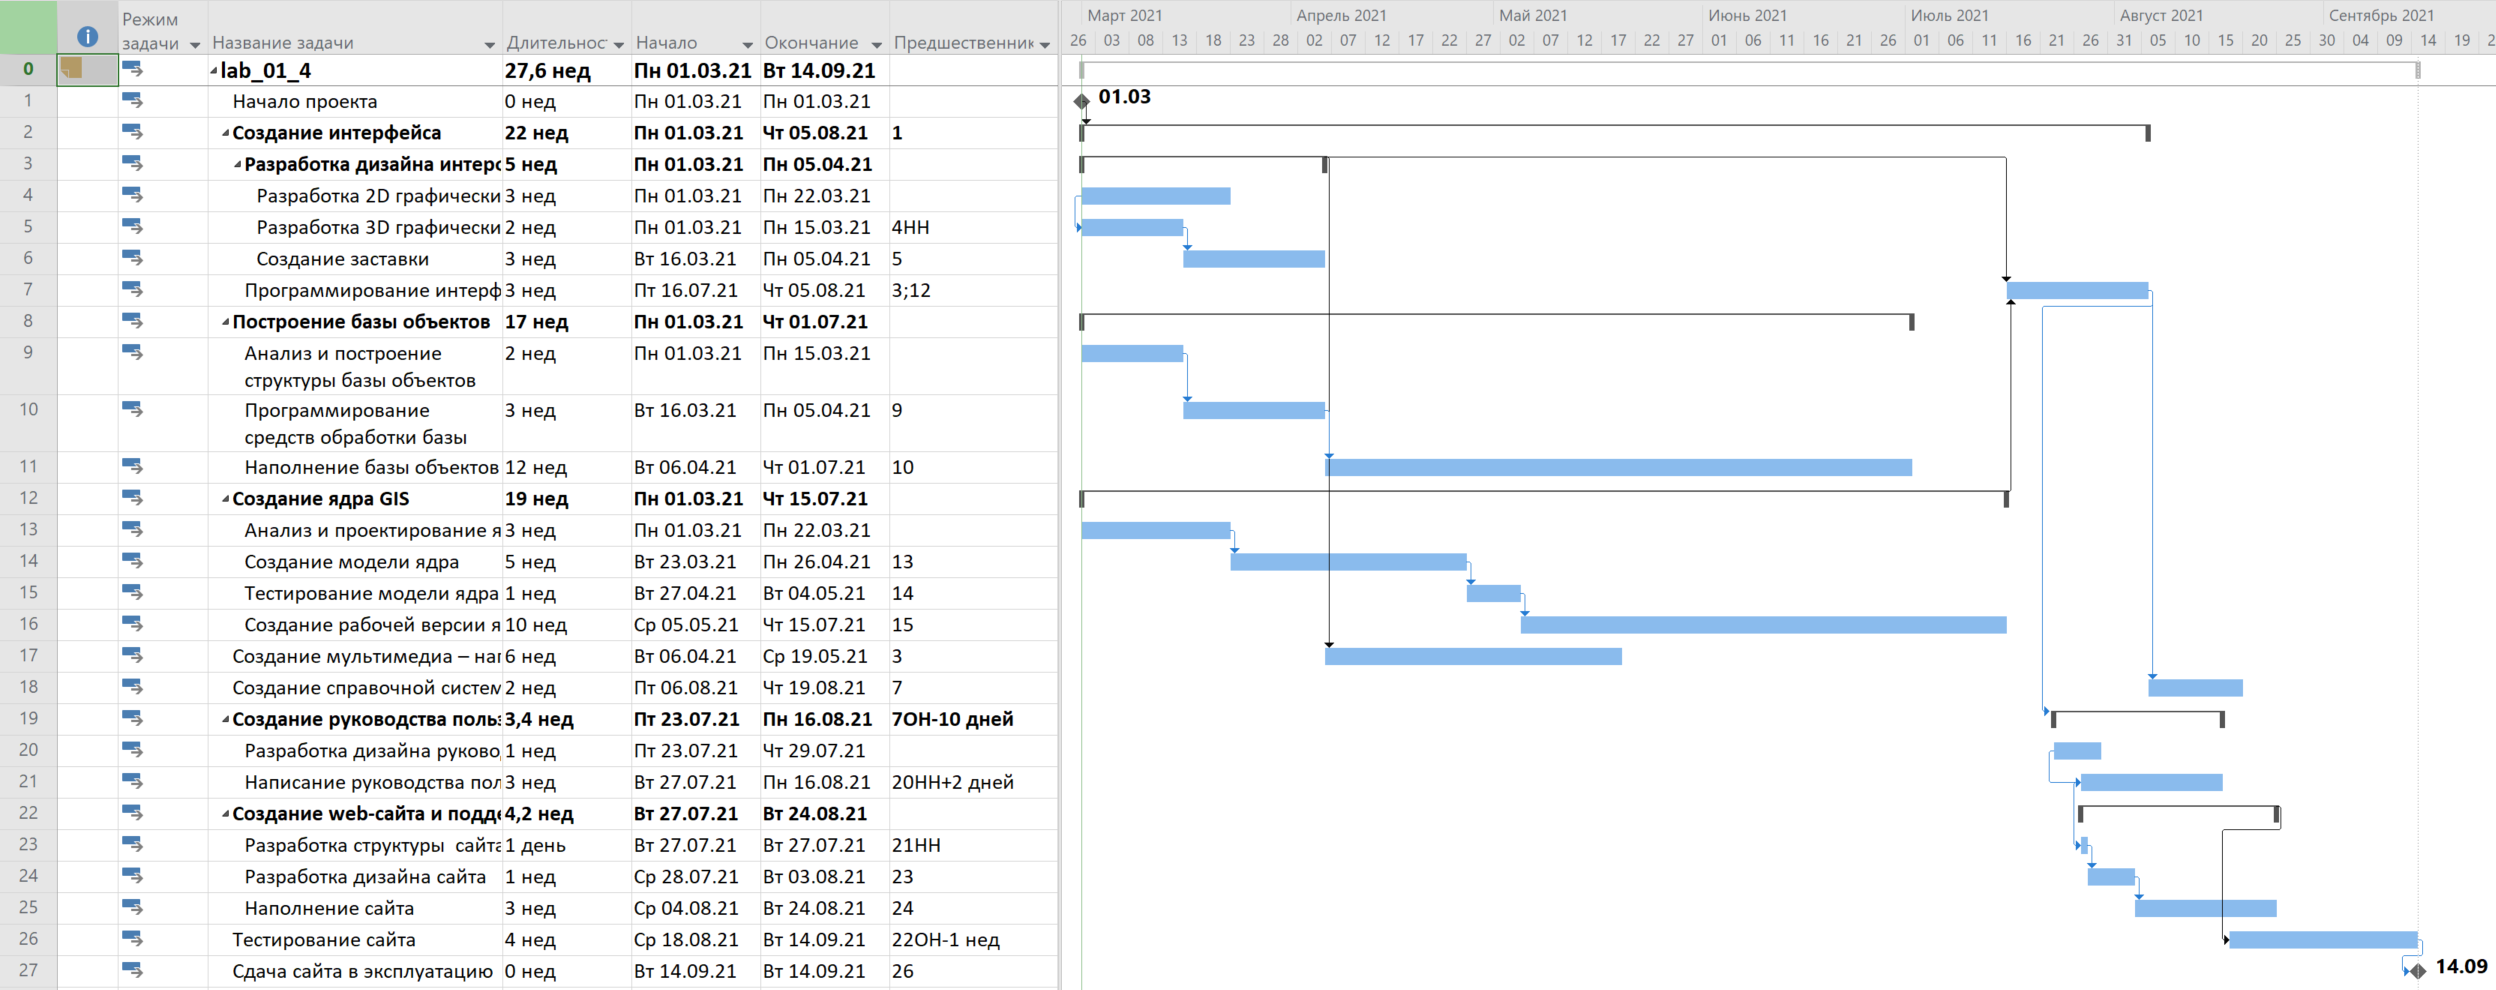 Режим задачи Название задачи Длительнос Начало Окончание Предшественник
Март 2021 Апрель 2021 Май 2021 Июнь 2021 Июль 2021 Август 2021 Сентябрь 2021
26 03 08 13 18 23 28 02 07 12 17 22 27 02 07 12 17 22 27 01 06 11 16 21 26 01 06 11 16 21 26 05 10 15 20 25 30 04 09 14 19 2
0 lab_01_4 27,6 нед Пн 01.03.21 Вт 14.09.21
1 Начало проекта 0 нед Пн 01.03.21 Пн 01.03.21 01.03
2 Создание интерфейса 22 нед Пн 01.03.21 Чт 05.08.21 1
3 Разработка дизайна интерс 5 нед Пн 01.03.21 Пн 05.04.21
4 Разработка 2D графически 3 нед Пн 01.03.21 Пн 22.03.21
5 Разработка 3D графически 2 нед Пн 01.03.21 Пн 15.03.21 4НН
6 Создание заставки 3 нед Вт 16.03.21 Пн 05.04.21 5
7 Программирование интерф 3 нед Пт 16.07.21 Чт 05.08.21 3;12
8 Построение базы объектов 17 нед Пн 01.03.21 Чт 01.07.21
9 Анализ и построение 2 нед Пн 01.03.21 Пн 15.03.21
структуры базы объектов
10 Программирование 3 нед Вт 16.03.21 Пн 05.04.21 9
средств обработки базы
11 Наполнение базы объектов 12 нед Вт 06.04.21 Чт 01.07.21 10
12 Создание ядра GIS 19 нед Пн 01.03.21 Чт 15.07.21
13 Анализ и проектирование я 3 нед Пн 01.03.21 Пн 22.03.21
14 Создание модели ядра 5 нед Вт 23.03.21 Пн 26.04.21 13
15 Тестирование модели ядра 1 нед Вт 27.04.21 Вт 04.05.21 14
16 Создание рабочей версии я 10 нед Ср 05.05.21 Чт 15.07.21 15
17 Создание мультимедиа – наг 6 нед Вт 06.04.21 Ср 19.05.21 3
18 Создание справочной систем 2 нед Пт 06.08.21 Чт 19.08.21 7
19 Создание руководства польз 3,4 нед Пт 23.07.21 Пн 16.08.21 7ОН-10 дней
20 Разработка дизайна руково 1 нед Пт 23.07.21 Чт 29.07.21
21 Написание руководства пол 3 нед Вт 27.07.21 Пн 16.08.21 20НН+2 дней
22 Создание web-сайта и подде 4,2 нед Вт 27.07.21 Вт 24.08.21
23 Разработка структуры сайта 1 день Вт 27.07.21 Вт 27.07.21 21НН
24 Разработка дизайна сайта 1 нед Ср 28.07.21 Вт 03.08.21 23
25 Наполнение сайта 3 нед Ср 04.08.21 Вт 24.08.21 24
26 Тестирование сайта 4 нед Ср 18.08.21 Вт 14.09.21 22ОН-1 нед
27 Сдача сайта в эксплуатацию 0 нед Вт 14.09.21 Вт 14.09.21 26 14.09